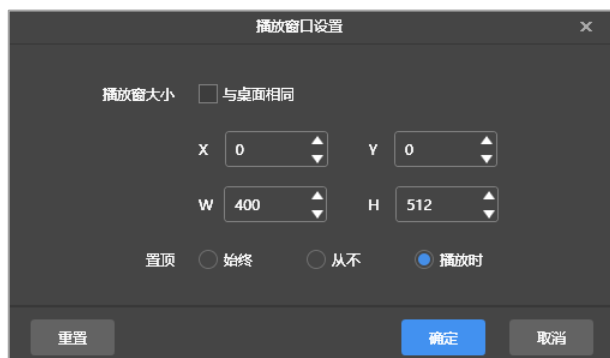 播放窗口设置
播放窗大小 与桌面相同
X 0 Y 0
W 400 H 512
置顶 始终 从不 播放时
重置 确定 取消